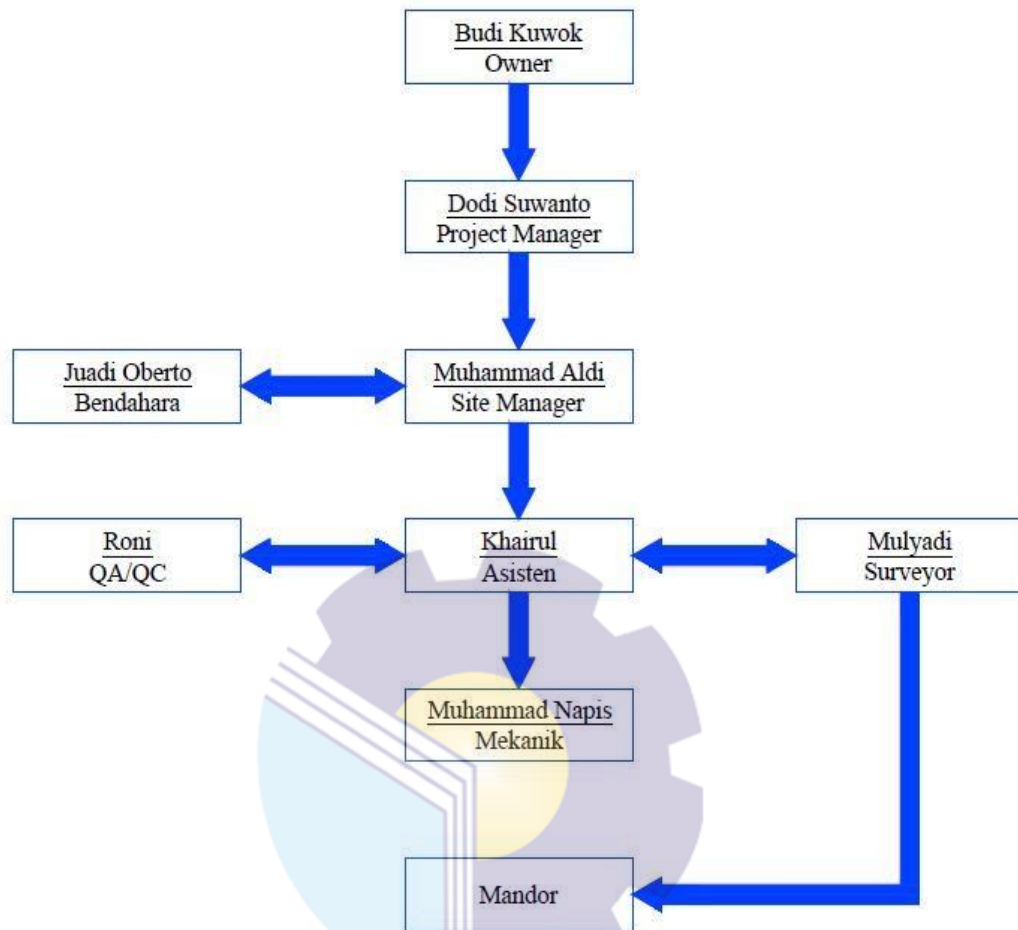 Budi Kuwok
Owner
Dodi Suwanto
Project Manager
Juadi Oberto
Bendahara
Muhammad Aldi
Site Manager
Roni
QA/QC
Khairul
Asisten
Mulyadi
Surveyor
Muhammad Napis
Mekanik
Mandor